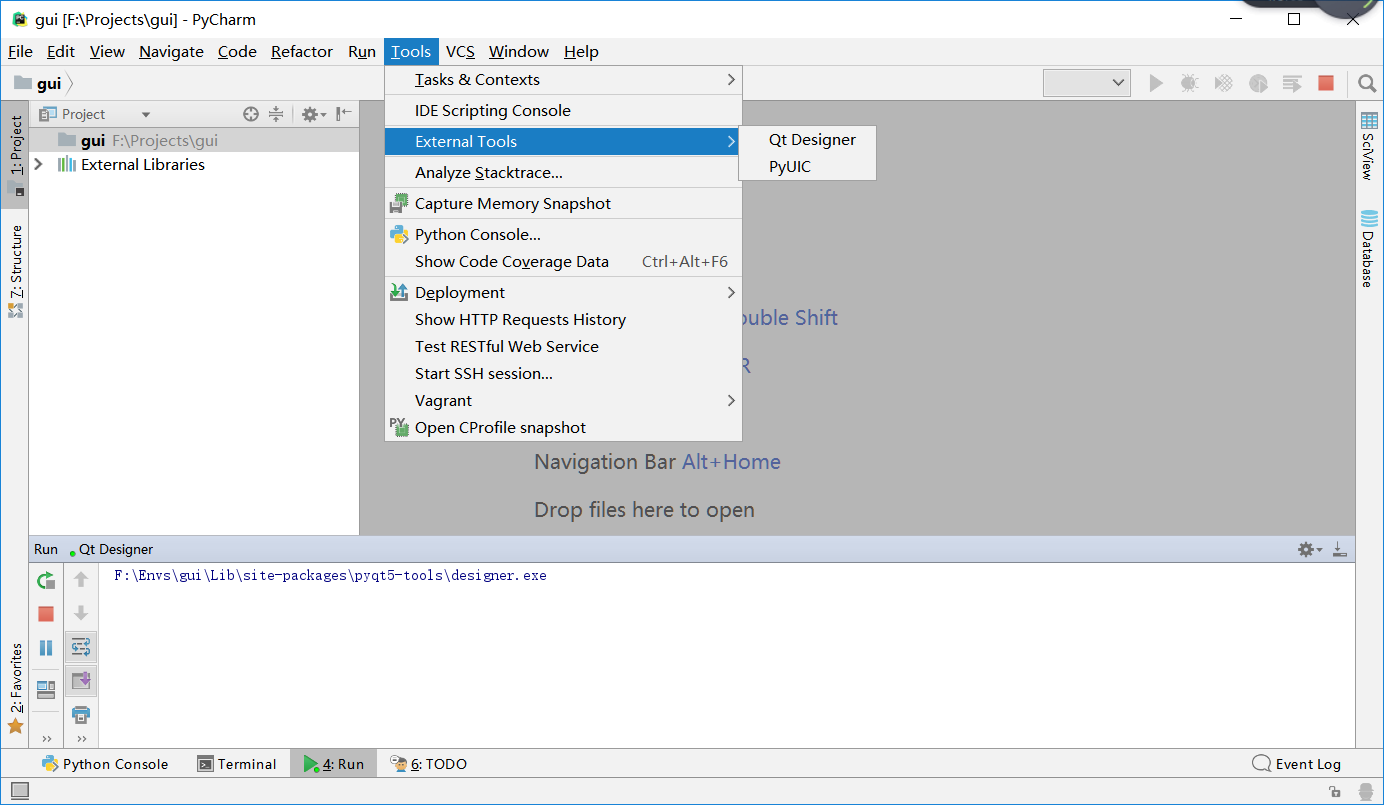 gui [F:\Projects\gui] - PyCharm
File Edit View Navigate Code Refactor Run Tools VCS Window Help
gui
Project
gui F:\Projects\gui
External Libraries
1: Project
7: Structure
2: Favorites
Tasks & Contexts
IDE Scripting Console
External Tools
Analyze Stacktrace...
Capture Memory Snapshot
Python Console...
Show Code Coverage Data Ctrl+Alt+F6
Deployment
Show HTTP Requests History
Test RESTful Web Service
Start SSH session...
Vagrant
PY Open CProfile snapshot
Qt Designer
PyUIC
ouble Shift
R
Navigation Bar Alt+Home
Drop files here to open
SciView
Database
Run Qt Designer
F:\Envs\gui\Lib\site-packages\pyqt5-tools\designer.exe
Python Console Terminal 4: Run 6: TODO Event Log